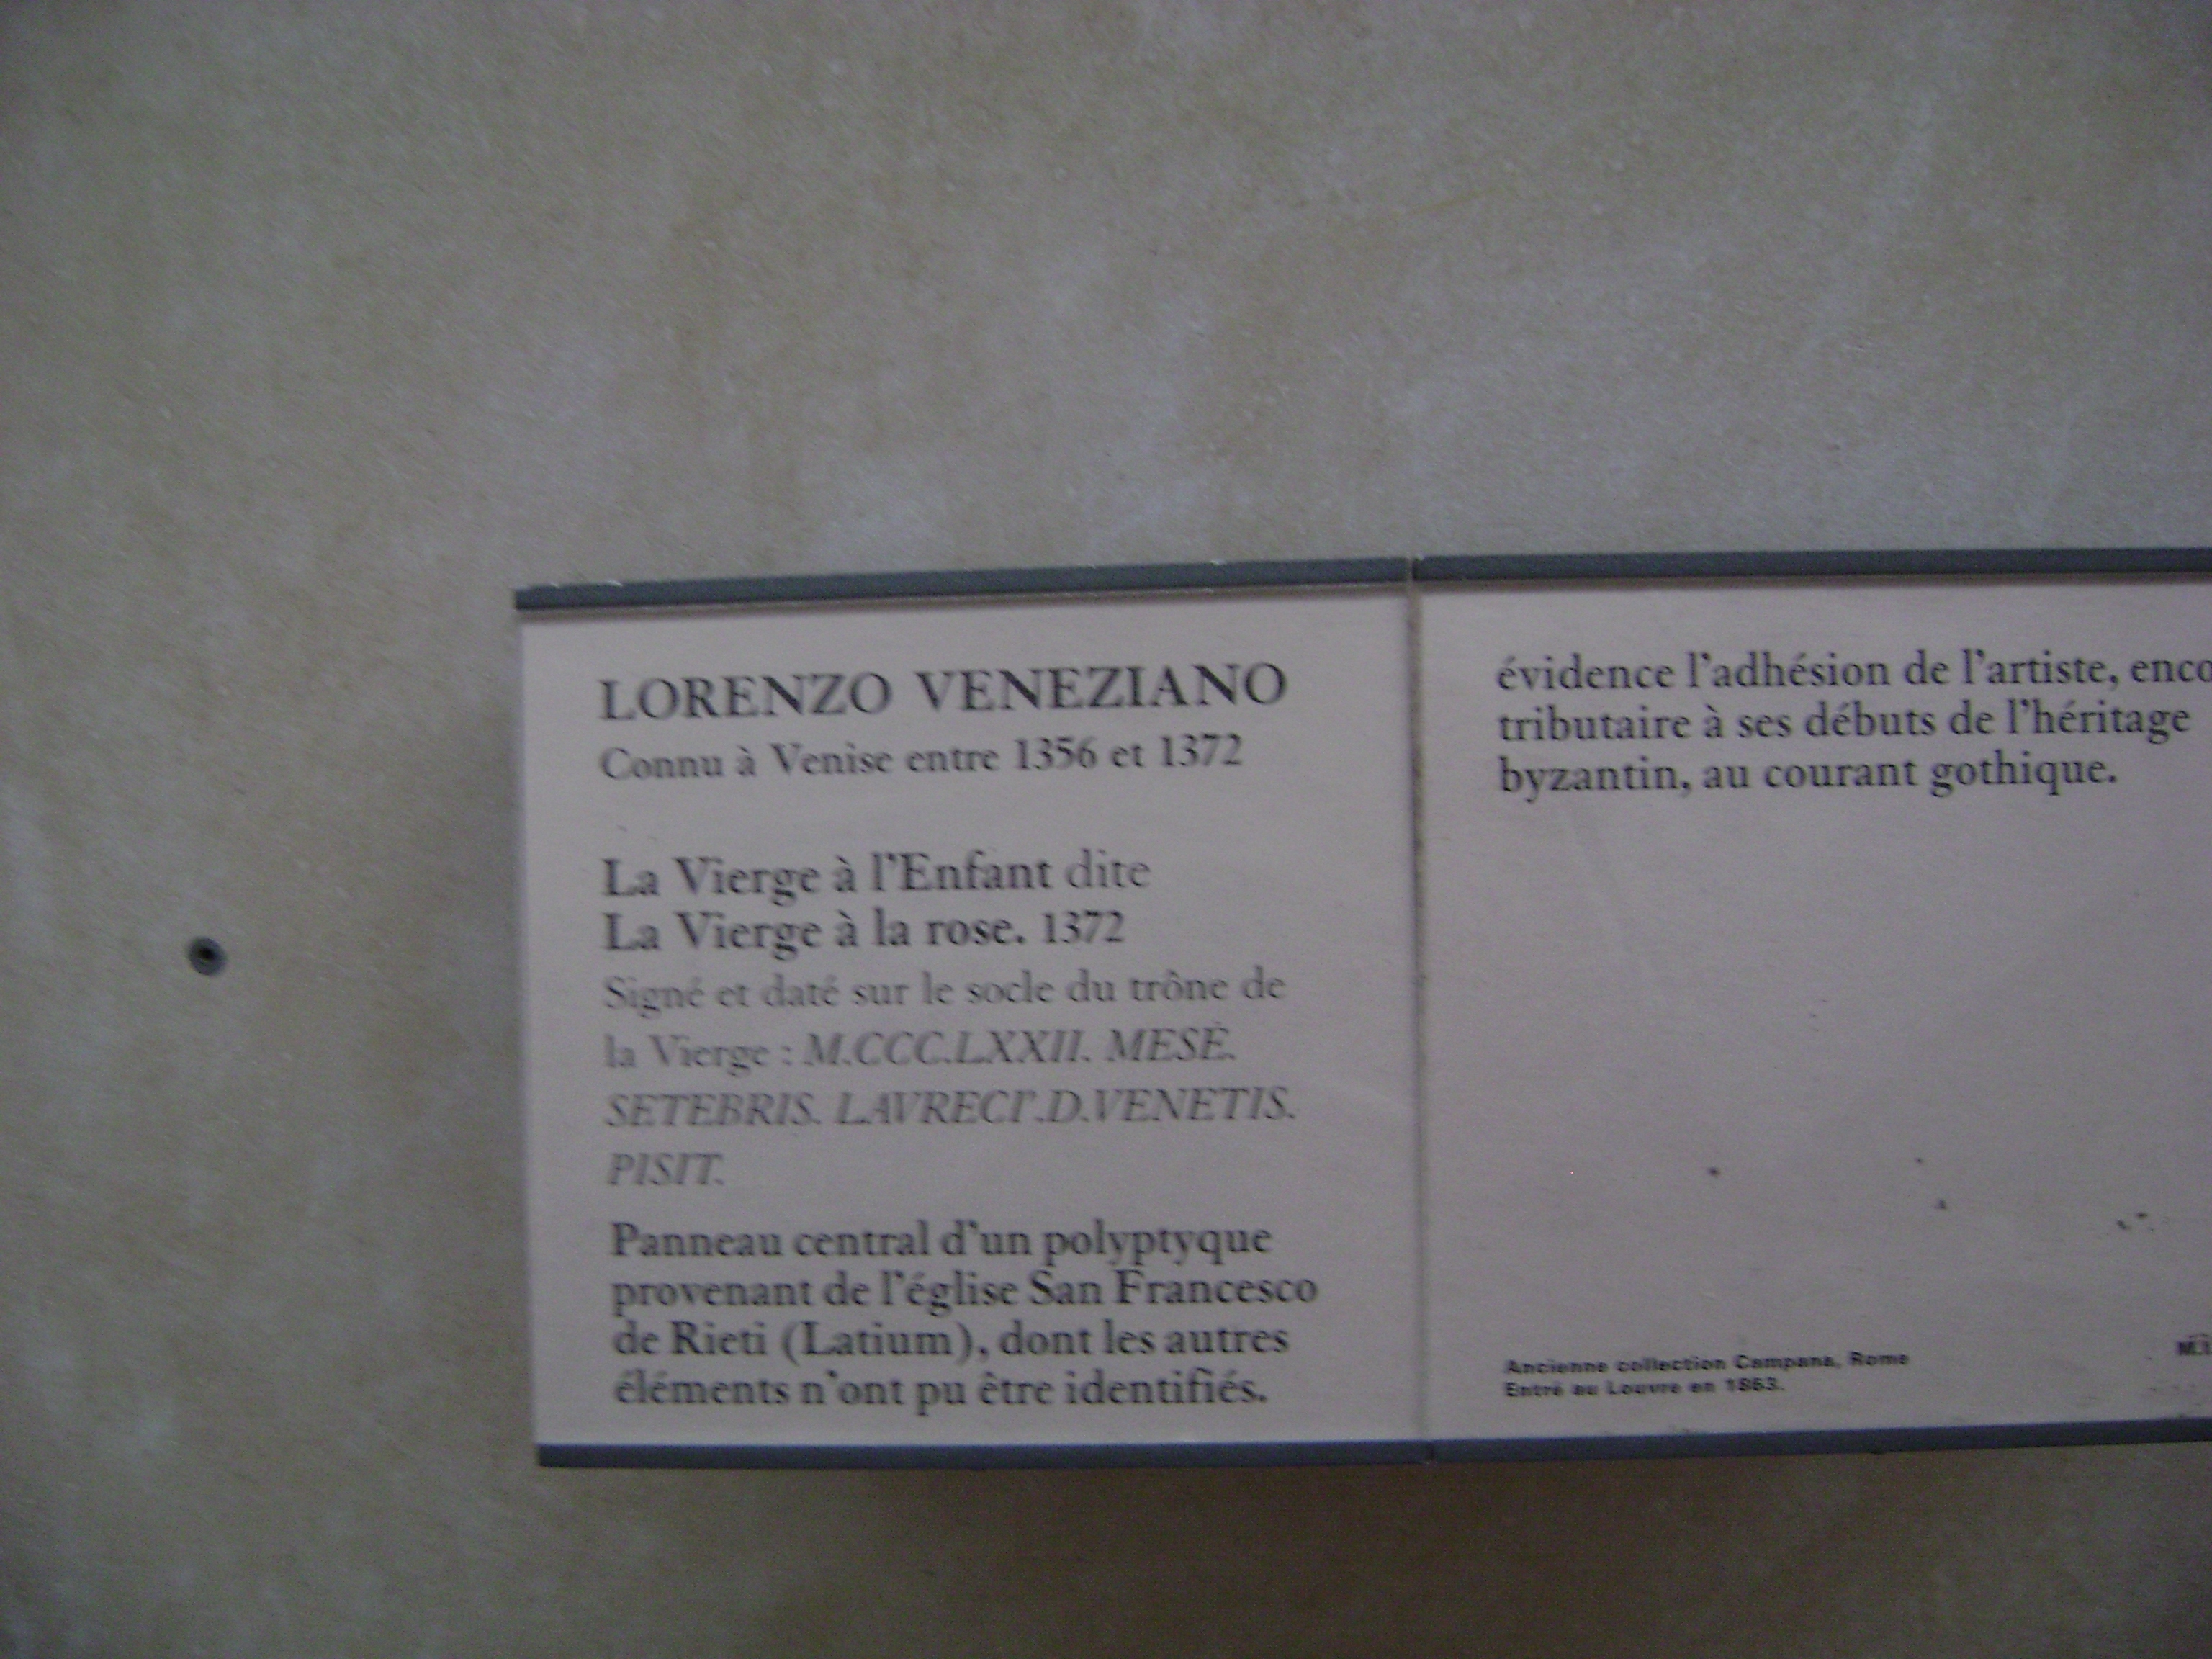 LORENZO VENEZIANO
Connu à Venise entre 1356 et 1372
La Vierge à l'Enfant dite
La Vierge à la rose. 1372
Signé et daté sur le socle du trône de
la Vierge : M.CCC.LXXII. MESĒ.
SETEBRIS. LAVRECI'.D.VENETIS.
PISIT.
Panneau central d'un polyptyque
provenant de l'église San Francesco
de Rieti (Latium), dont les autres
éléments n'ont pu être identifiés.
évidence l'adhésion de l'artiste, enco
tributaire à ses débuts de l'héritage
byzantin, au courant gothique.
Ancienne collection Campana, Rome
Entré au Louvre en 1863.